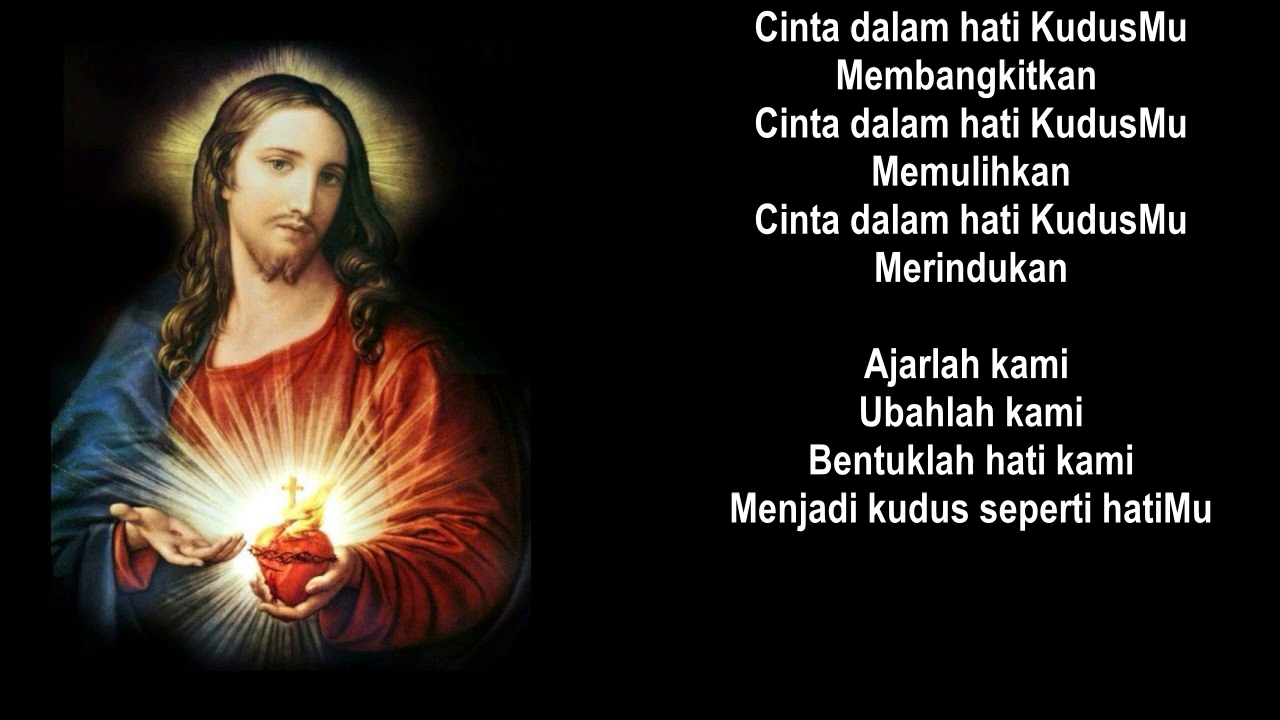 Cinta dalam hati KudusMu
Membangkitkan
Cinta dalam hati KudusMu
Memulihkan
Cinta dalam hati KudusMu
Merindukan
Ajarlah kami
Ubahlah kami
Bentuklah hati kami
Menjadi kudus seperti hatiMu